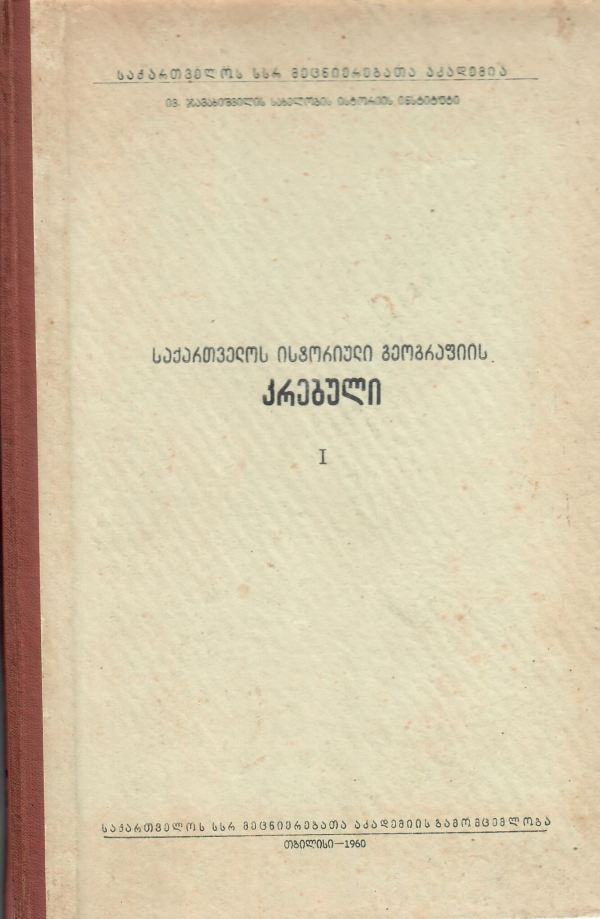 საქართველოს სსრ მეცნიერებათა აკადემია
ივ. ჯავახიშვილის სახელობის ისტორიის ინსტიტუტი
საქართველოს ისტორიული გეოგრაფიის
კრებული
I
საქართველოს სსრ მეცნიერებათა აკადემიის გამომცემლობა
თბილისი—1960